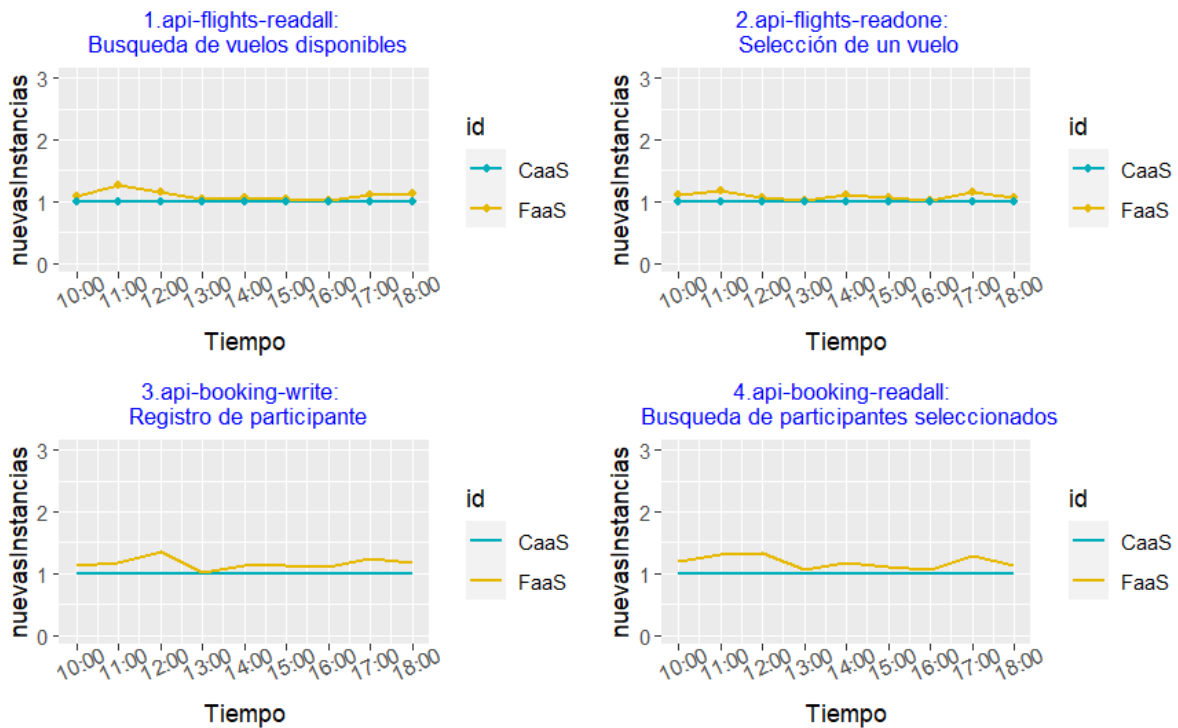 1.api-flights-readall:
Busqueda de vuelos disponibles
nuevasInstancias
3
2
1
0
10:00 11:00 12:00 13:00 14:00 15:00 16:00 17:00 18:00
Tiempo
id
CaaS
FaaS
2.api-flights-readone:
Selección de un vuelo
nuevasInstancias
3
2
1
0
10:00 11:00 12:00 13:00 14:00 15:00 16:00 17:00 18:00
Tiempo
id
CaaS
FaaS
3.api-booking-write:
Registro de participante
nuevasInstancias
3
2
1
0
10:00 11:00 12:00 13:00 14:00 15:00 16:00 17:00 18:00
Tiempo
id
CaaS
FaaS
4.api-booking-readall:
Busqueda de participantes seleccionados
nuevasInstancias
3
2
1
0
10:00 11:00 12:00 13:00 14:00 15:00 16:00 17:00 18:00
Tiempo
id
CaaS
FaaS